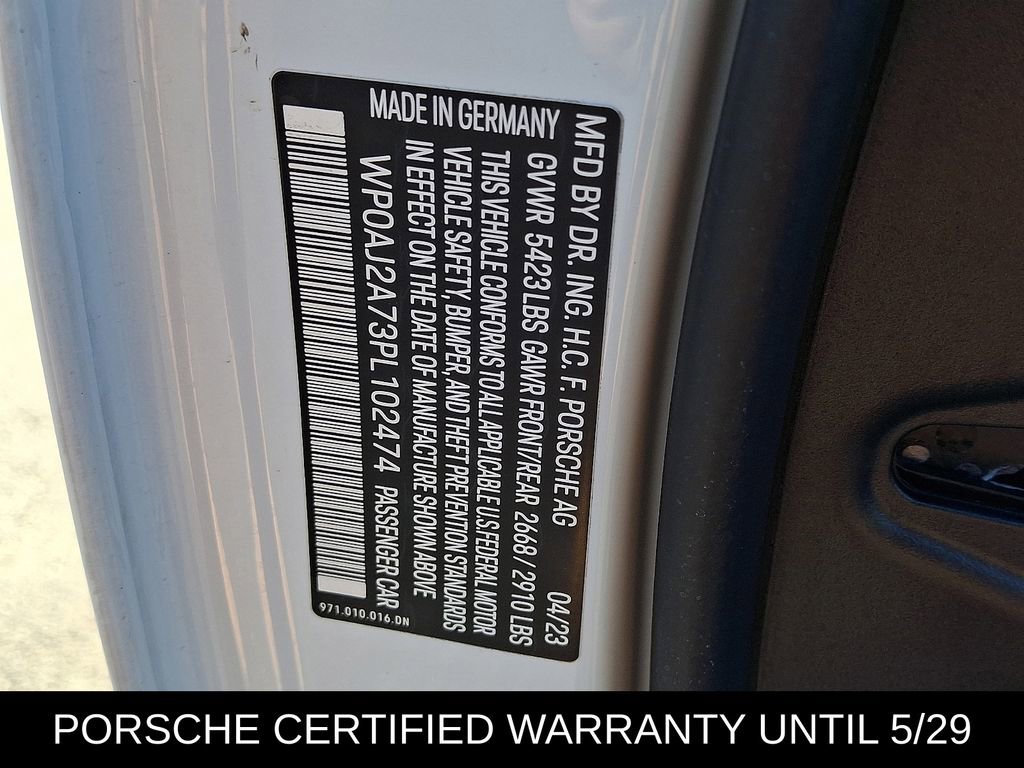 MFD BY DR. ING. H.C. F. PORSCHE AG 04/23
GVWR 5423 LBS GAWR FRONT/REAR 2668 / 2910 LBS
THIS VEHICLE CONFORMS TO ALL APPLICABLE U.S. FEDERAL MOTOR
VEHICLE SAFETY, BUMPER, AND THEFT PREVENTION STANDARDS
IN EFFECT ON THE DATE OF MANUFACTURE SHOWN ABOVE
WP0AJ2A73PL102474 PASSENGER CAR
MADE IN GERMANY
971.010.016.DN
PORSCHE CERTIFIED WARRANTY UNTIL 5/29